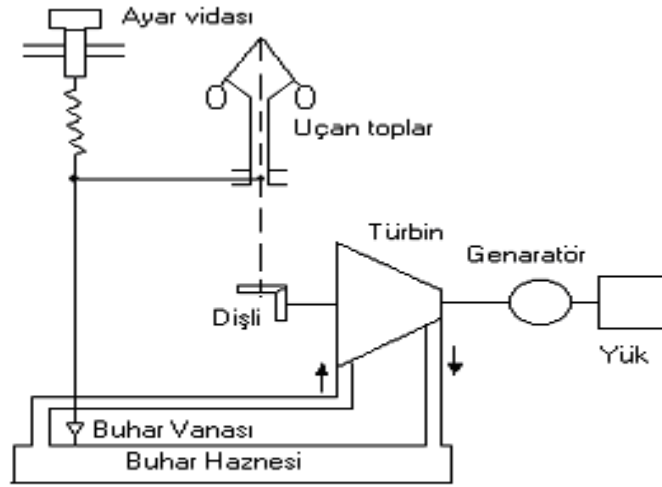 Ayar vidası
Uçan toplar
Türbin
Genaratör
Dişli
Yük
Buhar Vanası
Buhar Haznesi